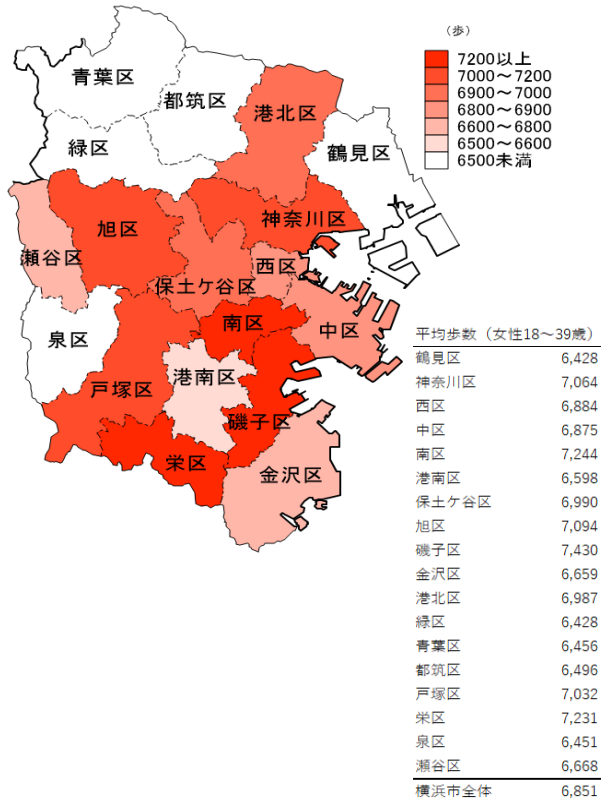 （歩）
7200以上
7000～7200
6900～7000
6800～6900
6600～6800
6500～6600
6500未満
青葉区
都筑区
港北区
緑区
鶴見区
神奈川区
旭区
瀬谷区
西区
保土ケ谷区
南区
中区
泉区
港南区
戸塚区
磯子区
栄区
金沢区
平均歩数（女性18～39歳）
鶴見区 6,428
神奈川区 7,064
西区 6,884
中区 6,875
南区 7,244
港南区 6,598
保土ケ谷区 6,990
旭区 7,094
磯子区 7,430
金沢区 6,659
港北区 6,987
緑区 6,428
青葉区 6,456
都筑区 6,496
戸塚区 7,032
栄区 7,231
泉区 6,451
瀬谷区 6,668
横浜市全体 6,851